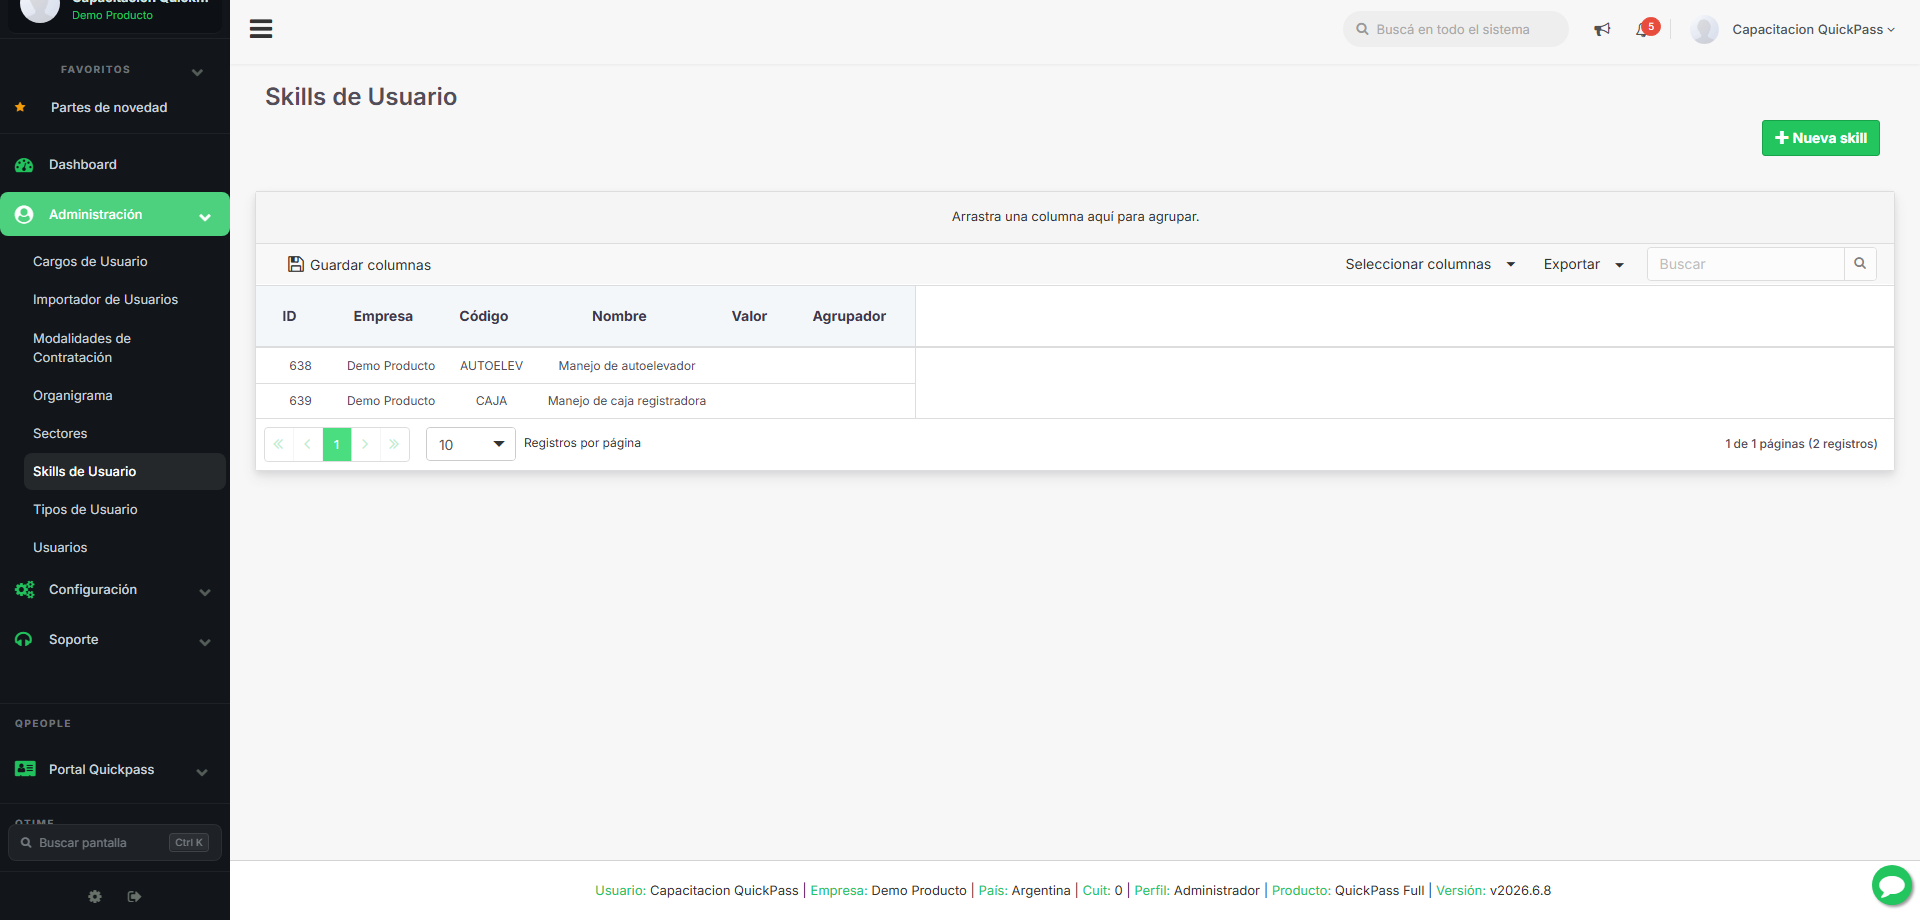 Demo Producto
FAVORITOS
Partes de novedad
Dashboard
Administración
Cargos de Usuario
Importador de Usuarios
Modalidades de
Contratación
Organigrama
Sectores
Skills de Usuario
Tipos de Usuario
Usuarios
Configuración
Soporte
QPEOPLE
Portal Quickpass
QTIME
Buscar pantalla Ctrl K
Buscá en todo el sistema 5 Capacitacion QuickPass
Skills de Usuario
Nueva skill
Arrastra una columna aquí para agrupar.
Guardar columnas Seleccionar columnas Exportar Buscar
ID Empresa Código Nombre Valor Agrupador
638 Demo Producto AUTOELEV Manejo de autoelevador
639 Demo Producto CAJA Manejo de caja registradora
« ‹ 1 › » 10 Registros por página 1 de 1 páginas (2 registros)
Usuario: Capacitacion QuickPass | Empresa: Demo Producto | País: Argentina | Cuit: 0 | Perfil: Administrador | Producto: QuickPass Full | Versión: v2026.6.8